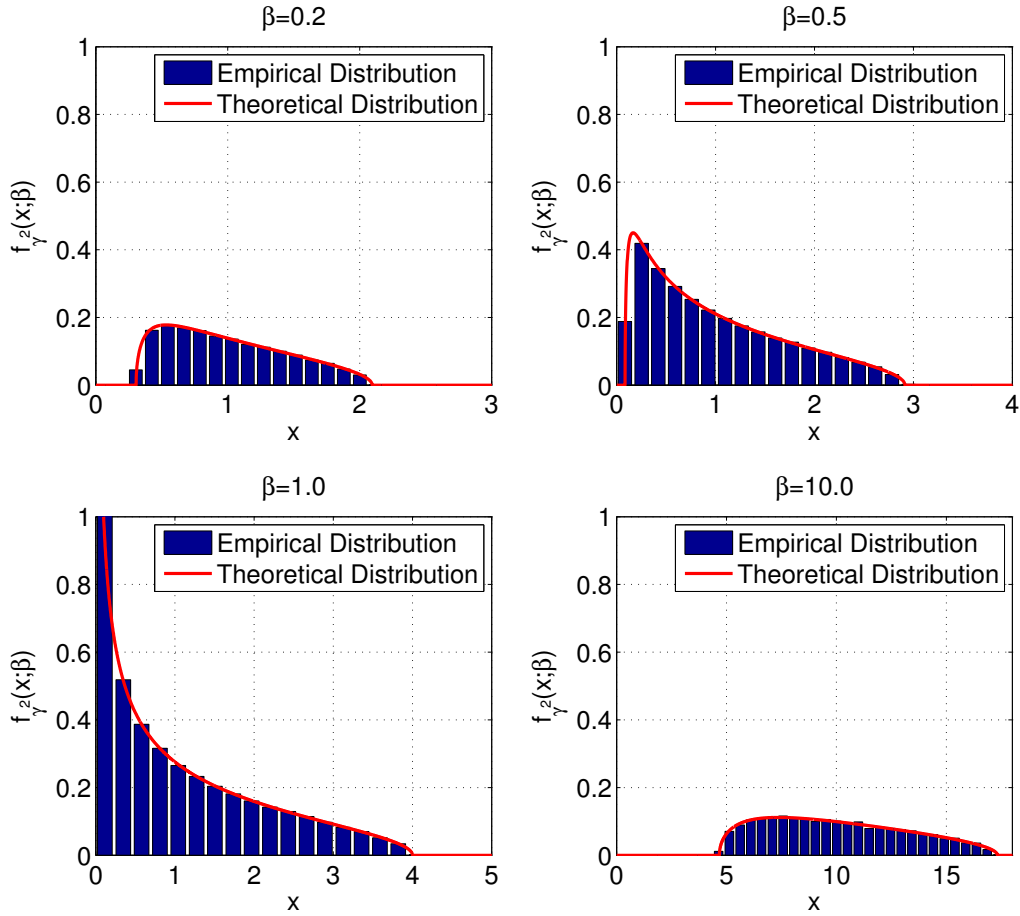 β=0.2
1
0.8
0.6
0.4
0.2
0
0
1
2
3
x
f_γ²(x;β)
Empirical Distribution
Theoretical Distribution
β=0.5
1
0.8
0.6
0.4
0.2
0
0
1
2
3
4
x
f_γ²(x;β)
Empirical Distribution
Theoretical Distribution
β=1.0
1
0.8
0.6
0.4
0.2
0
0
1
2
3
4
5
x
f_γ²(x;β)
Empirical Distribution
Theoretical Distribution
β=10.0
1
0.8
0.6
0.4
0.2
0
5
10
15
x
f_γ²(x;β)
Empirical Distribution
Theoretical Distribution